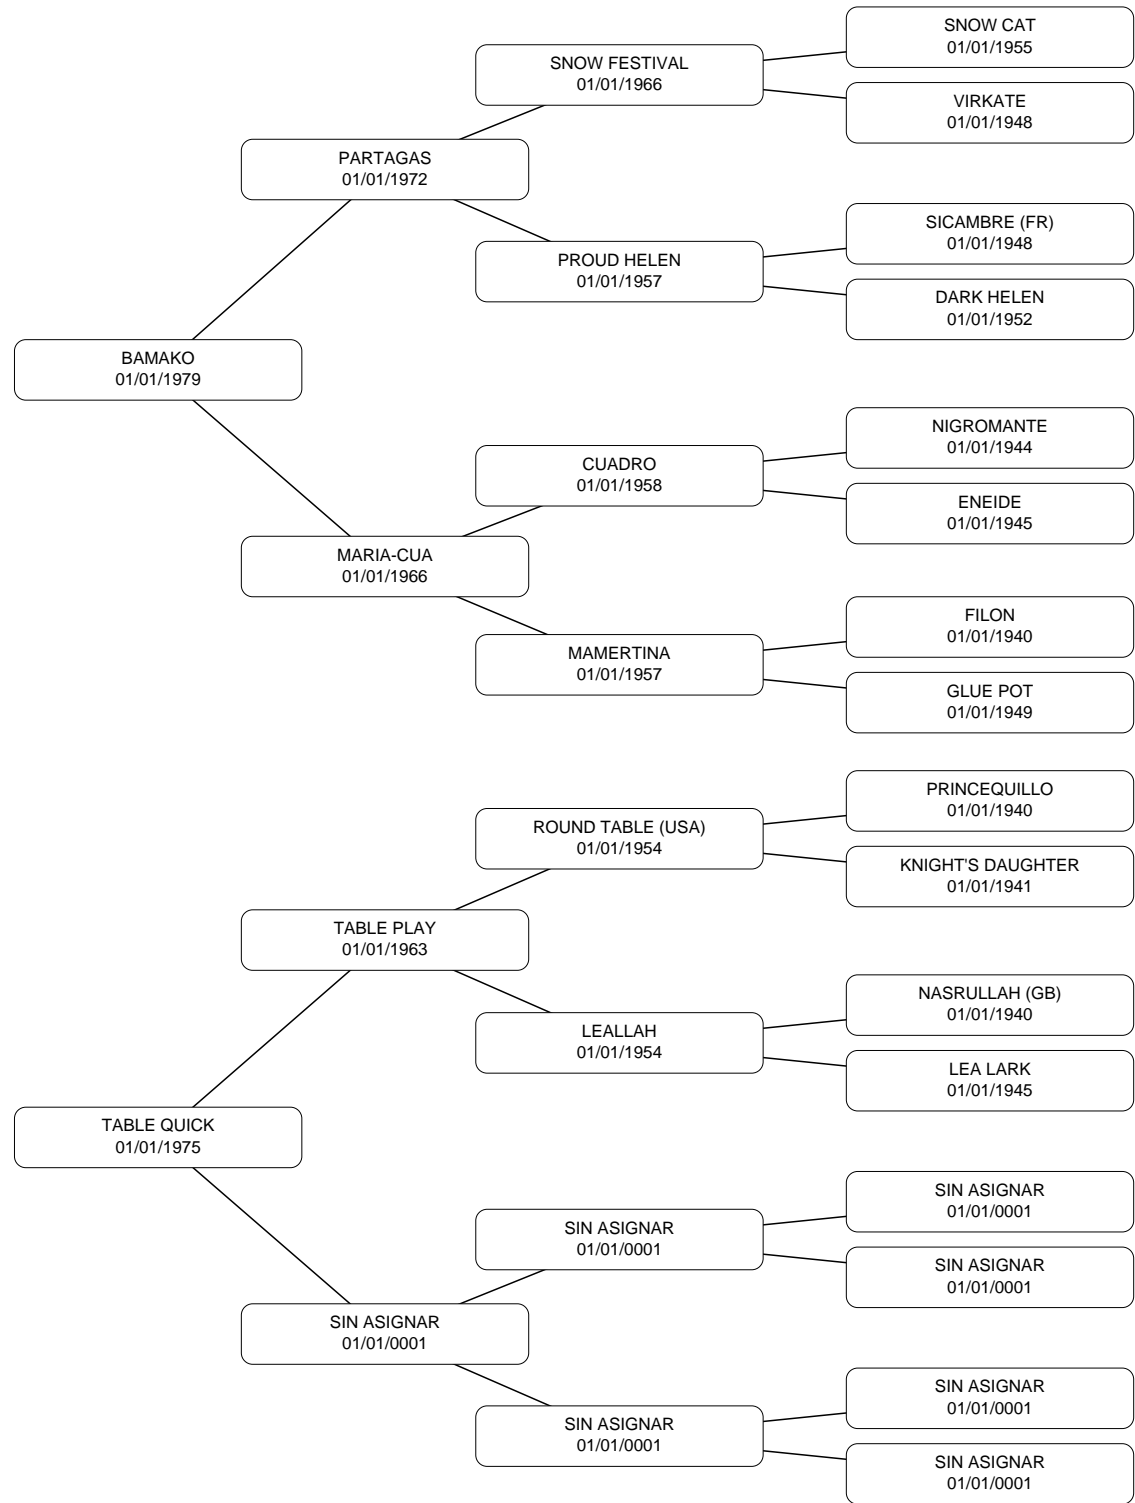 SNOW CAT
01/01/1955
SNOW FESTIVAL
01/01/1966
VIRKATE
01/01/1948
PARTAGAS
01/01/1972
SICAMBRE (FR)
01/01/1948
PROUD HELEN
01/01/1957
DARK HELEN
01/01/1952
BAMAKO
01/01/1979
NIGROMANTE
01/01/1944
CUADRO
01/01/1958
ENEIDE
01/01/1945
MARIA-CUA
01/01/1966
FILON
01/01/1940
MAMERTINA
01/01/1957
GLUE POT
01/01/1949
PRINCEQUILLO
01/01/1940
ROUND TABLE (USA)
01/01/1954
KNIGHT'S DAUGHTER
01/01/1941
TABLE PLAY
01/01/1963
NASRULLAH (GB)
01/01/1940
LEALLAH
01/01/1954
LEA LARK
01/01/1945
TABLE QUICK
01/01/1975
SIN ASIGNAR
01/01/0001
SIN ASIGNAR
01/01/0001
SIN ASIGNAR
01/01/0001
SIN ASIGNAR
01/01/0001
SIN ASIGNAR
01/01/0001
SIN ASIGNAR
01/01/0001
SIN ASIGNAR
01/01/0001